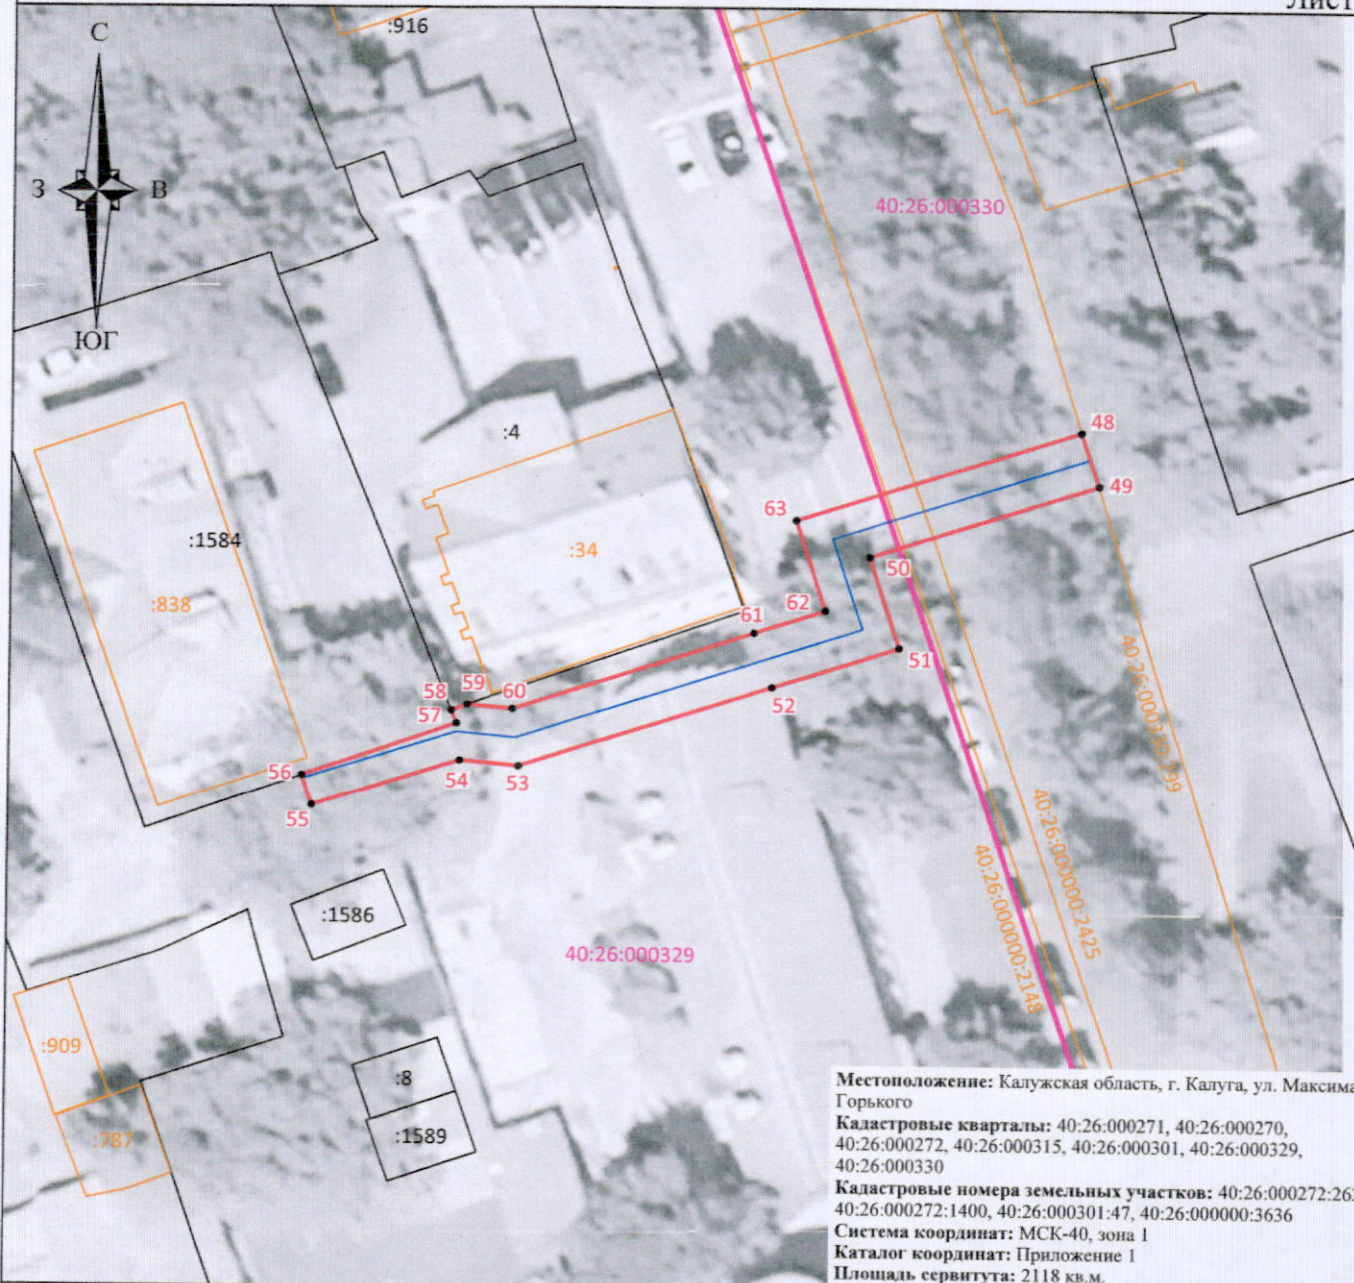 Лист
:916
С
З
В
ЮГ
40:26:000330
:4
48
49
:1584
63
:34
50
:838
62
61
51
59
58
60
57
52
56
54
53
55
40:26:000330:299
40:26:000000:2425
40:26:000000:2148
:1586
40:26:000329
:909
:8
:787
:1589
Местоположение: Калужская область, г. Калуга, ул. Максима
Горького
Кадастровые кварталы: 40:26:000271, 40:26:000270,
40:26:000272, 40:26:000315, 40:26:000301, 40:26:000329,
40:26:000330
Кадастровые номера земельных участков:
40:26:000272:1400, 40:26:000301:47, 40:26:000000:3636
Система координат: МСК-40, зона 1
Каталог координат: Приложение 1
Площадь сервитута: 2118 кв.м.